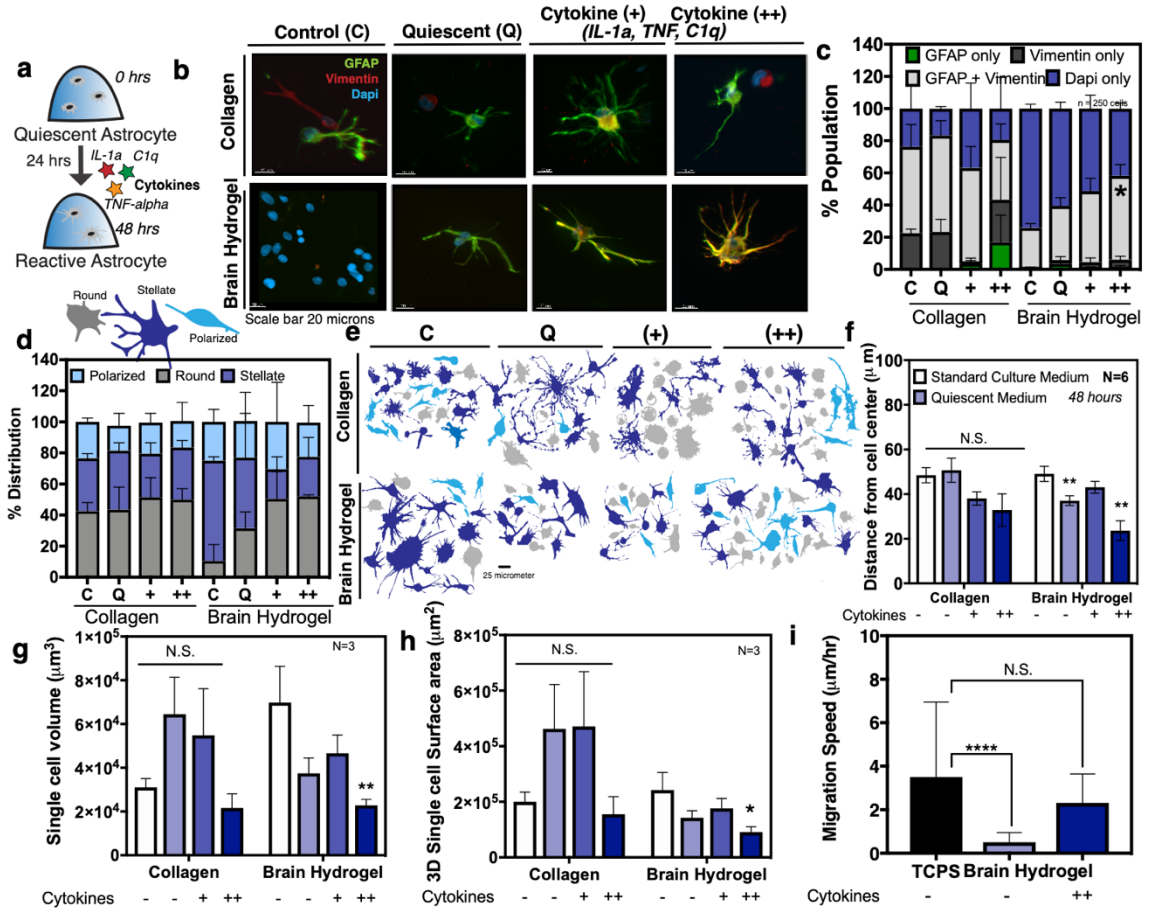 a
0 hrs
Quiescent Astrocyte
24 hrs
IL-1a
C1q
Cytokines
TNF-alpha
48 hrs
Reactive Astrocyte
b
Control (C)
Quiescent (Q)
Cytokine (+)
Cytokine (++)
(IL-1a, TNF, C1q)
Collagen
Brain Hydrogel
GFAP
Vimentin
Dapi
Scale bar 20 microns
c
GFAP only
Vimentin only
GFAP + Vimentin
Dapi only
n = 250 cells
% Population
140
120
100
80
60
40
20
0
*
C Q + ++ C Q + ++
Collagen
Brain Hydrogel
Round
Stellate
Polarized
d
Polarized
Round
Stellate
% Distribution
140
120
100
80
60
40
20
0
C Q + ++ C Q + ++
Collagen
Brain Hydrogel
e
C
Q
(+)
(++)
Collagen
Brain Hydrogel
25 micrometer
f
Standard Culture Medium
N=6
Quiescent Medium
48 hours
Distance from cell center (μm)
100
80
60
40
20
0
N.S.
**
**
Collagen
Brain Hydrogel
Cytokines - - + ++ - - + ++
g
Single cell volume (μm³)
1×10⁵
8×10⁴
6×10⁴
4×10⁴
2×10⁴
0
N.S.
N=3
**
Collagen
Brain Hydrogel
Cytokines - - + ++ - - + ++
h
3D Single cell Surface area (μm²)
8×10⁵
6×10⁵
4×10⁵
2×10⁵
0
N.S.
N=3
*
Collagen
Brain Hydrogel
Cytokines - - + ++ - - + ++
i
Migration Speed (μm/hr)
10
8
6
4
2
0
N.S.
****
TCPS Brain Hydrogel
Cytokines - - ++